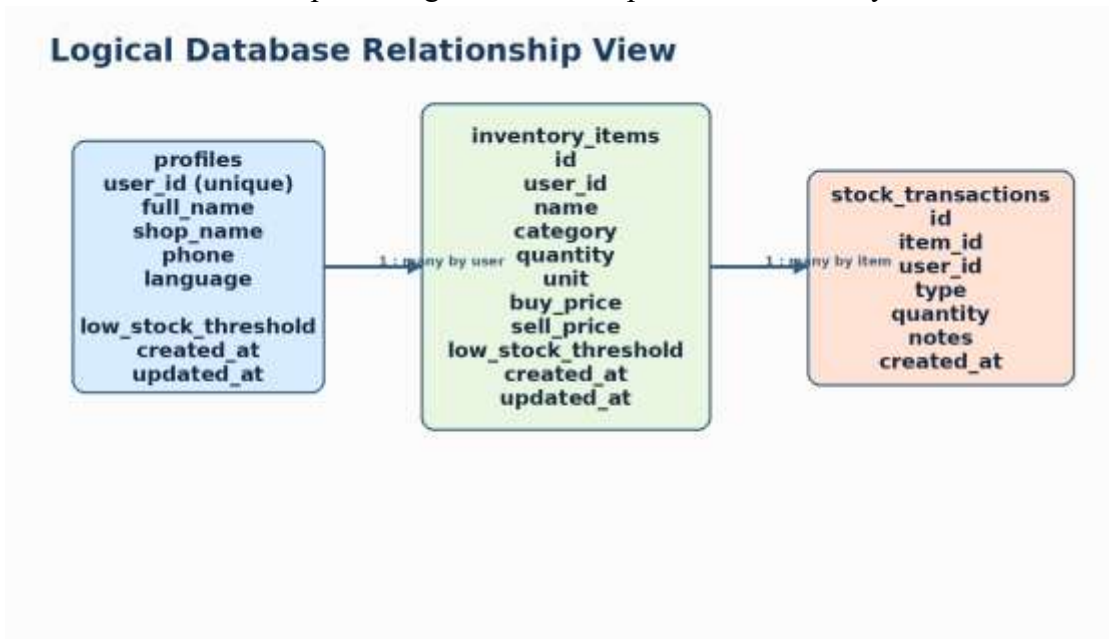 Logical Database Relationship View
profiles
user_id (unique)
full_name
shop_name
phone
language
low_stock_threshold
created_at
updated_at
1 : many by user
inventory_items
id
user_id
name
category
quantity
unit
buy_price
sell_price
low_stock_threshold
created_at
updated_at
1 : many by item
stock_transactions
id
item_id
user_id
type
quantity
notes
created_at